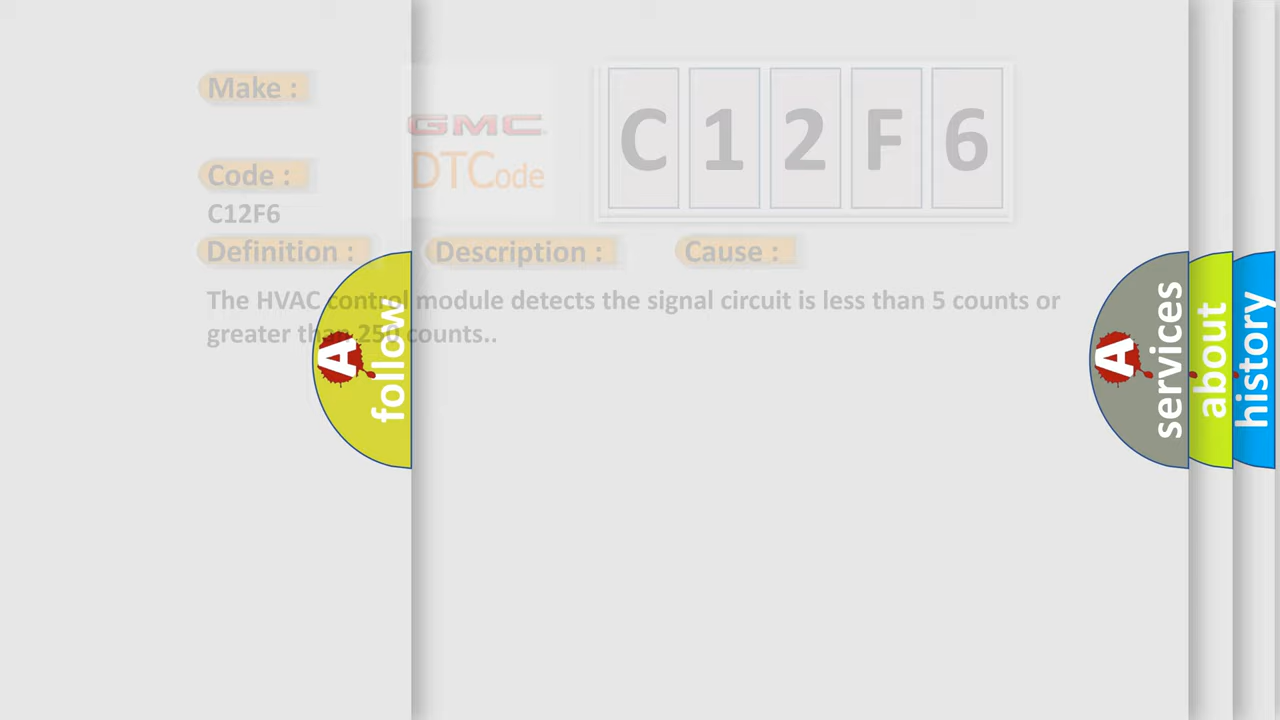 Make :
GMC
DTCode
C 1 2 F 6
Code :
C12F6
Definition :
Description :
Cause :
The HVAC control module detects the signal circuit is less than 5 counts or
greater than 250 counts..
A
follow
A
services
about
history